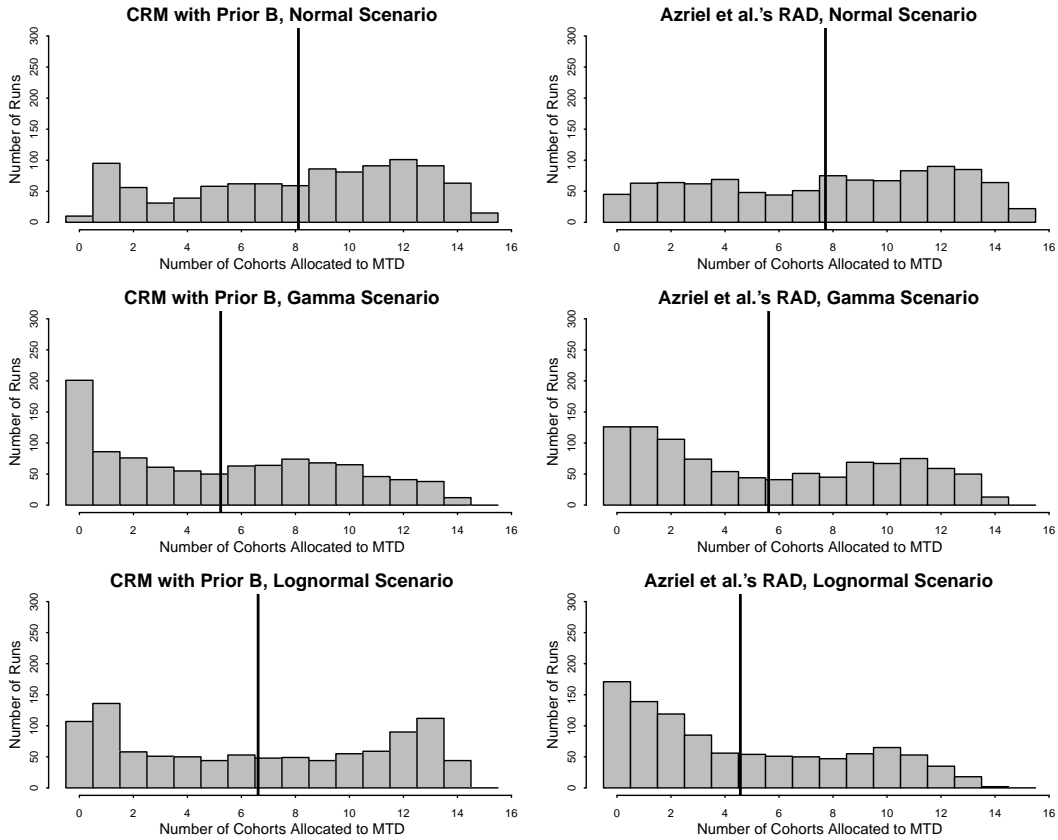 CRM with Prior B, Normal Scenario
Number of Runs
0 50 100 150 200 250 300
0 2 4 6 8 10 12 14 16
Number of Cohorts Allocated to MTD
Azriel et al.'s RAD, Normal Scenario
Number of Runs
0 50 100 150 200 250 300
0 2 4 6 8 10 12 14 16
Number of Cohorts Allocated to MTD
CRM with Prior B, Gamma Scenario
Number of Runs
0 50 100 150 200 250 300
0 2 4 6 8 10 12 14 16
Number of Cohorts Allocated to MTD
Azriel et al.'s RAD, Gamma Scenario
Number of Runs
0 50 100 150 200 250 300
0 2 4 6 8 10 12 14 16
Number of Cohorts Allocated to MTD
CRM with Prior B, Lognormal Scenario
Number of Runs
0 50 100 150 200 250 300
0 2 4 6 8 10 12 14 16
Number of Cohorts Allocated to MTD
Azriel et al.'s RAD, Lognormal Scenario
Number of Runs
0 50 100 150 200 250 300
0 2 4 6 8 10 12 14 16
Number of Cohorts Allocated to MTD